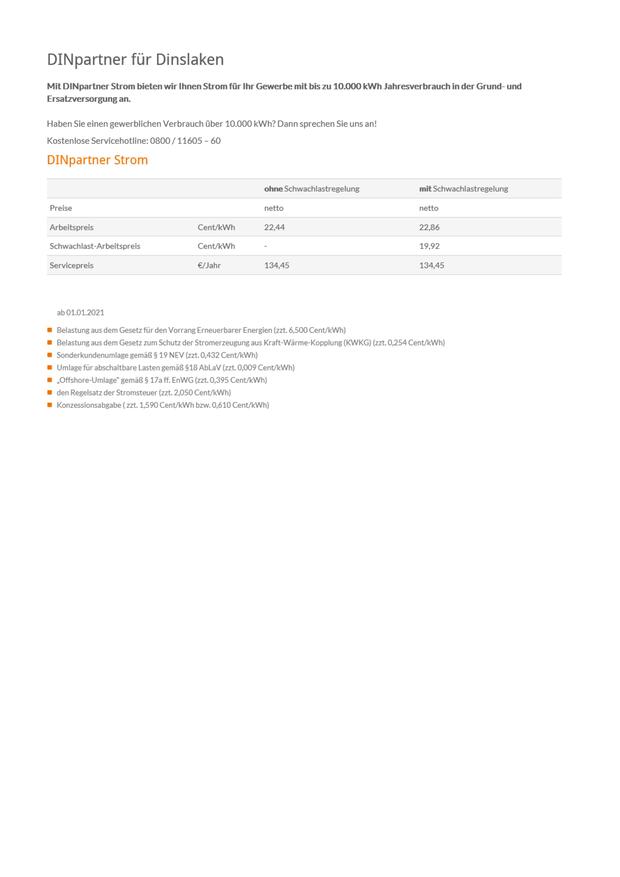 DINpartner für Dinslaken
Mit DINpartner Strom bieten wir Ihnen Strom für Ihr Gewerbe mit bis zu 10.000 kWh Jahresverbrauch in der Grund- und
Ersatzversorgung an.
Haben Sie einen gewerblichen Verbrauch über 10.000 kWh? Dann sprechen Sie uns an!
Kostenlose Servicehotline: 0800 / 11605 – 60
DINpartner Strom
ohne Schwachlastregelung mit Schwachlastregelung
Preise netto netto
Arbeitspreis Cent/kWh 22,44 22,86
Schwachlast-Arbeitspreis Cent/kWh - 19,92
Servicepreis €/Jahr 134,45 134,45
ab 01.01.2021
Belastung aus dem Gesetz für den Vorrang Erneuerbarer Energien (zzt. 6,500 Cent/kWh)
Belastung aus dem Gesetz zum Schutz der Stromerzeugung aus Kraft-Wärme-Kopplung (KWKG) (zzt. 0,254 Cent/kWh)
Sonderkundenumlage gemäß § 19 NEV (zzt. 0,432 Cent/kWh)
Umlage für abschaltbare Lasten gemäß §18 AbLaV (zzt. 0,009 Cent/kWh)
„Offshore-Umlage" gemäß § 17a ff. EnWG (zzt. 0,395 Cent/kWh)
den Regelsatz der Stromsteuer (zzt. 2,050 Cent/kWh)
Konzessionsabgabe ( zzt. 1,590 Cent/kWh bzw. 0,610 Cent/kWh)